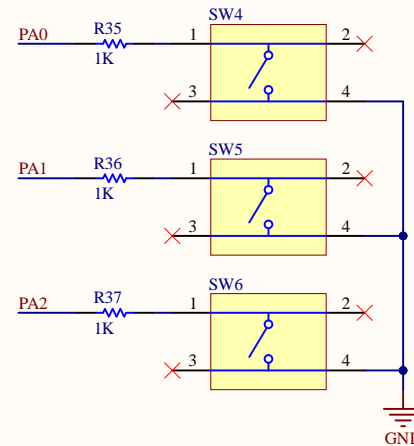 SW4
PA0 R35 1 2
1K 3 4
SW5
PA1 R36 1 2
1K 3 4
SW6
PA2 R37 1 2
1K 3 4
GND